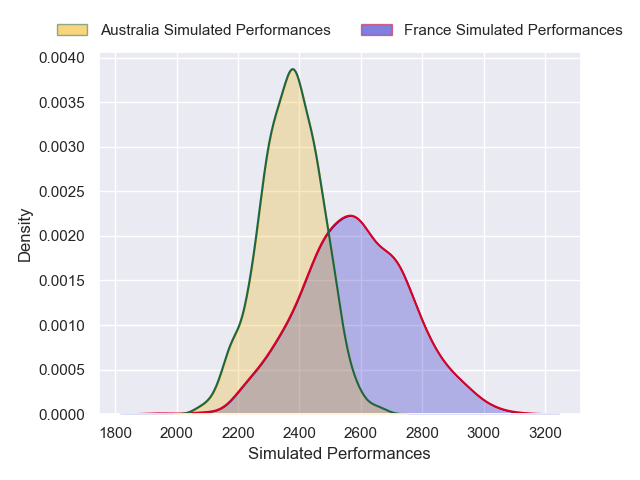 Australia Simulated Performances France Simulated Performances
0.0040
0.0035
0.0030
0.0025
0.0020
0.0015
0.0010
0.0005
0.0000
Density
1800 2000 2200 2400 2600 2800 3000 3200
Simulated Performances